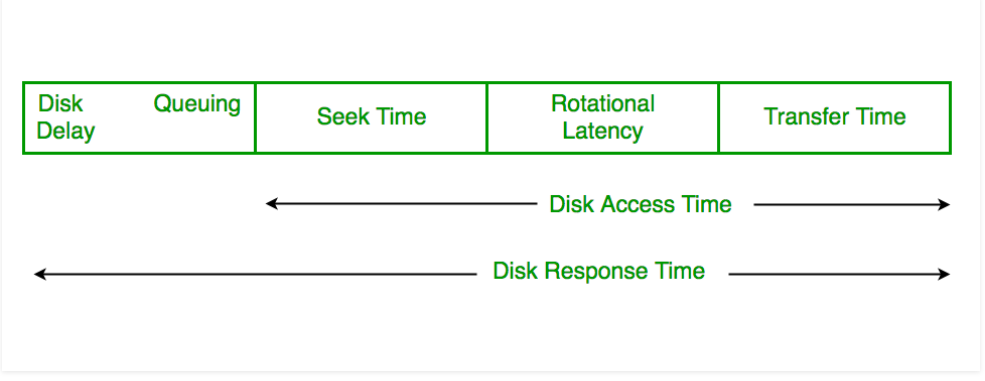 Disk Queuing
Delay
Seek Time
Rotational
Latency
Transfer Time
Disk Access Time
Disk Response Time